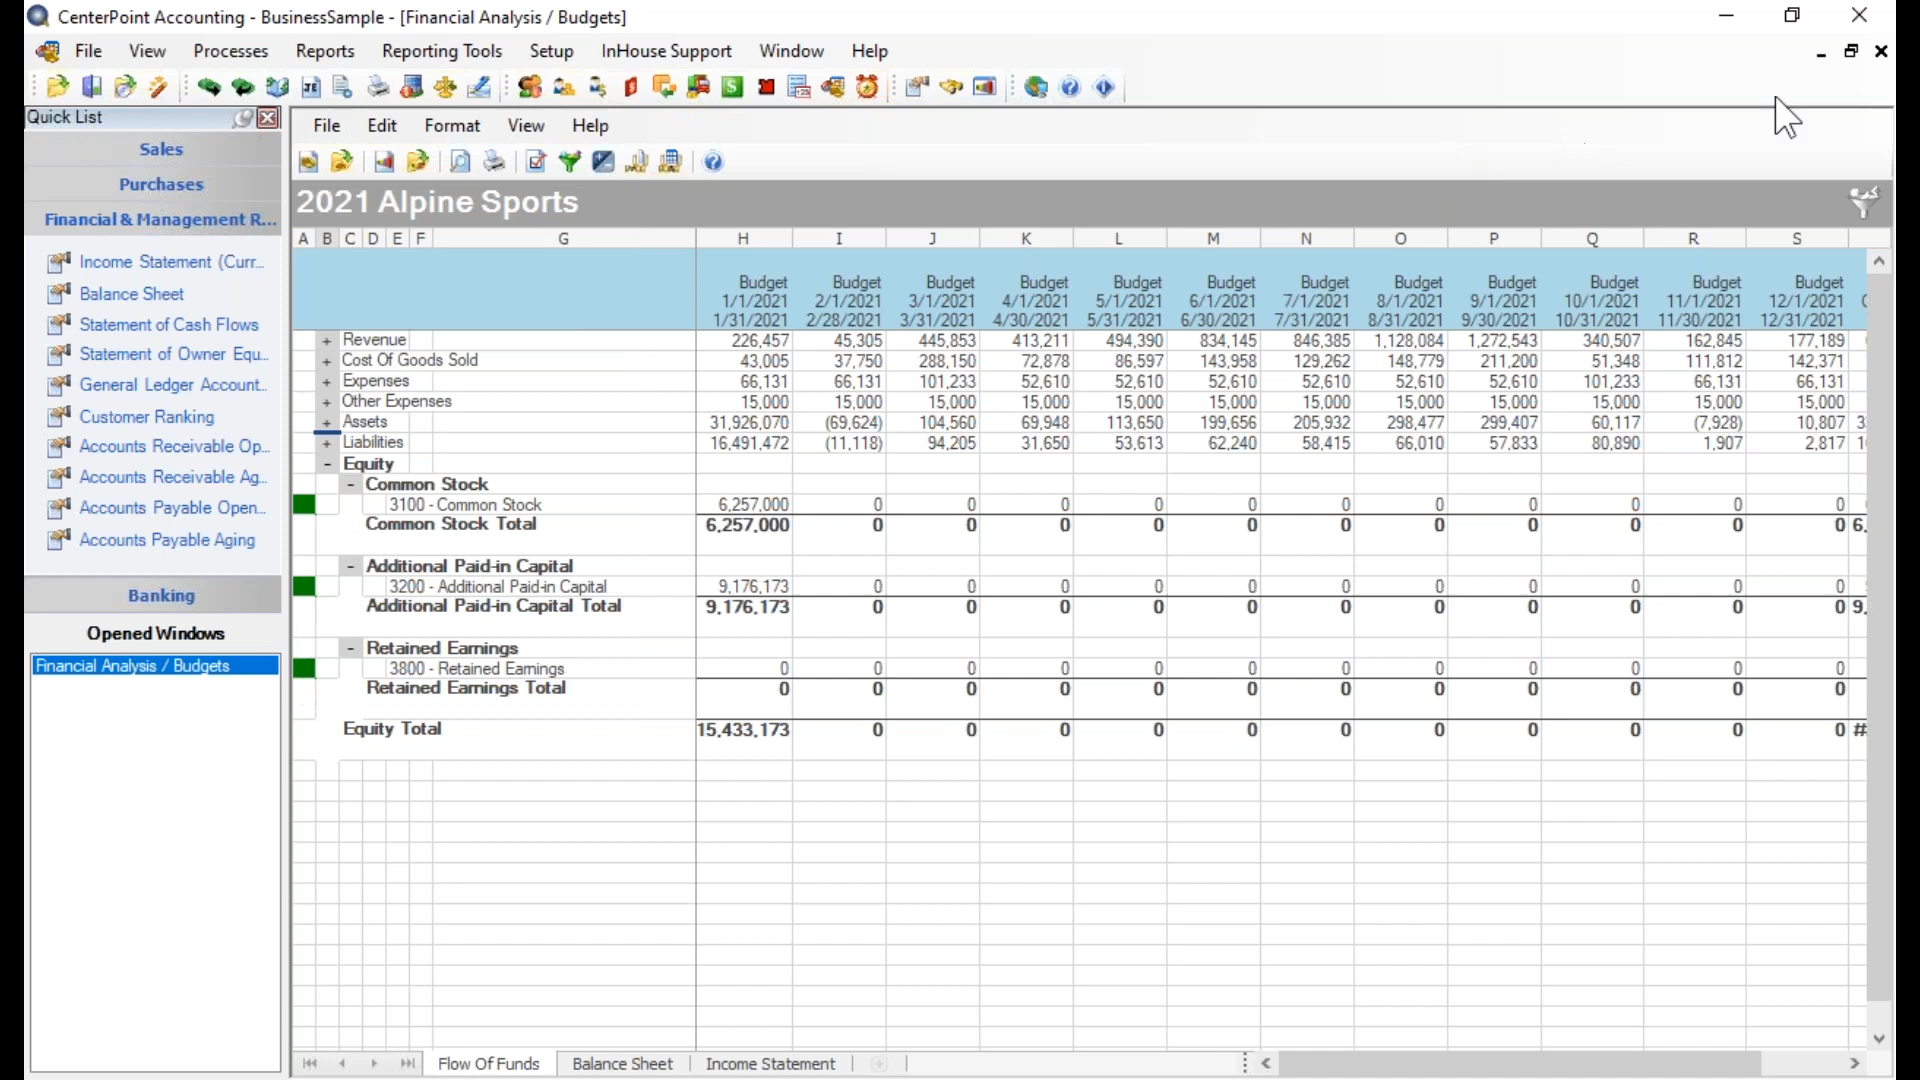 CenterPoint Accounting - BusinessSample - [Financial Analysis / Budgets]
File View Processes Reports Reporting Tools Setup InHouse Support Window Help
Quick List
Sales
Purchases
Financial & Management R...
Income Statement (Curr...
Balance Sheet
Statement of Cash Flows
Statement of Owner Equ...
General Ledger Account...
Customer Ranking
Accounts Receivable Op...
Accounts Receivable Ag...
Accounts Payable Open...
Accounts Payable Aging
Banking
Opened Windows
Financial Analysis / Budgets
File Edit Format View Help
2021 Alpine Sports
A B C D E F G H I J K L M N O P Q R S
Budget Budget Budget Budget Budget Budget Budget Budget Budget Budget Budget Budget
1/1/2021 2/1/2021 3/1/2021 4/1/2021 5/1/2021 6/1/2021 7/1/2021 8/1/2021 9/1/2021 10/1/2021 11/1/2021 12/1/2021
1/31/2021 2/28/2021 3/31/2021 4/30/2021 5/31/2021 6/30/2021 7/31/2021 8/31/2021 9/30/2021 10/31/2021 11/30/2021 12/31/2021
+ Revenue 226,457 45,305 445,853 413,211 494,390 834,145 846,385 1,128,084 1,272,543 340,507 162,845 177,189
+ Cost Of Goods Sold 43,005 37,750 288,150 72,878 86,597 143,958 129,262 148,779 211,200 51,348 111,812 142,371
+ Expenses 66,131 66,131 101,233 52,610 52,610 52,610 52,610 52,610 52,610 101,233 66,131 66,131
+ Other Expenses 15,000 15,000 15,000 15,000 15,000 15,000 15,000 15,000 15,000 15,000 15,000 15,000
+ Assets 31,926,070 (69,624) 104,560 69,948 113,650 199,656 205,932 298,477 299,407 60,117 (7,928) 10,807
+ Liabilities 16,491,472 (11,118) 94,205 31,650 53,613 62,240 58,415 66,010 57,833 80,890 1,907 2,817
- Equity
- Common Stock
3100 - Common Stock 6,257,000 0 0 0 0 0 0 0 0 0 0 0
Common Stock Total 6,257,000 0 0 0 0 0 0 0 0 0 0 0 6.
- Additional Paid-in Capital
3200 - Additional Paid-in Capital 9,176,173 0 0 0 0 0 0 0 0 0 0 0
Additional Paid-in Capital Total 9,176,173 0 0 0 0 0 0 0 0 0 0 0 9.
- Retained Earnings
3800 - Retained Earnings 0 0 0 0 0 0 0 0 0 0 0 0
Retained Earnings Total 0 0 0 0 0 0 0 0 0 0 0 0
Equity Total 15,433,173 0 0 0 0 0 0 0 0 0 0 0 #
Flow Of Funds Balance Sheet Income Statement